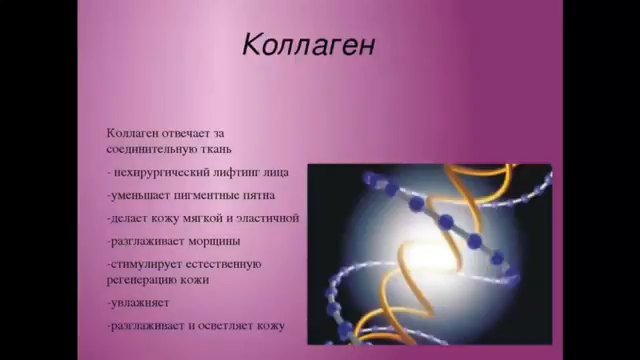 Коллаген
Коллаген отвечает за
соединительную ткань
- нехирургический лифтинг лица
-уменьшает пигментные пятна
-делает кожу мягкой и эластичной
-разглаживает морщины
-стимулирует естественную
регенерацию кожи
-увлажняет
-разглаживает и осветляет кожу